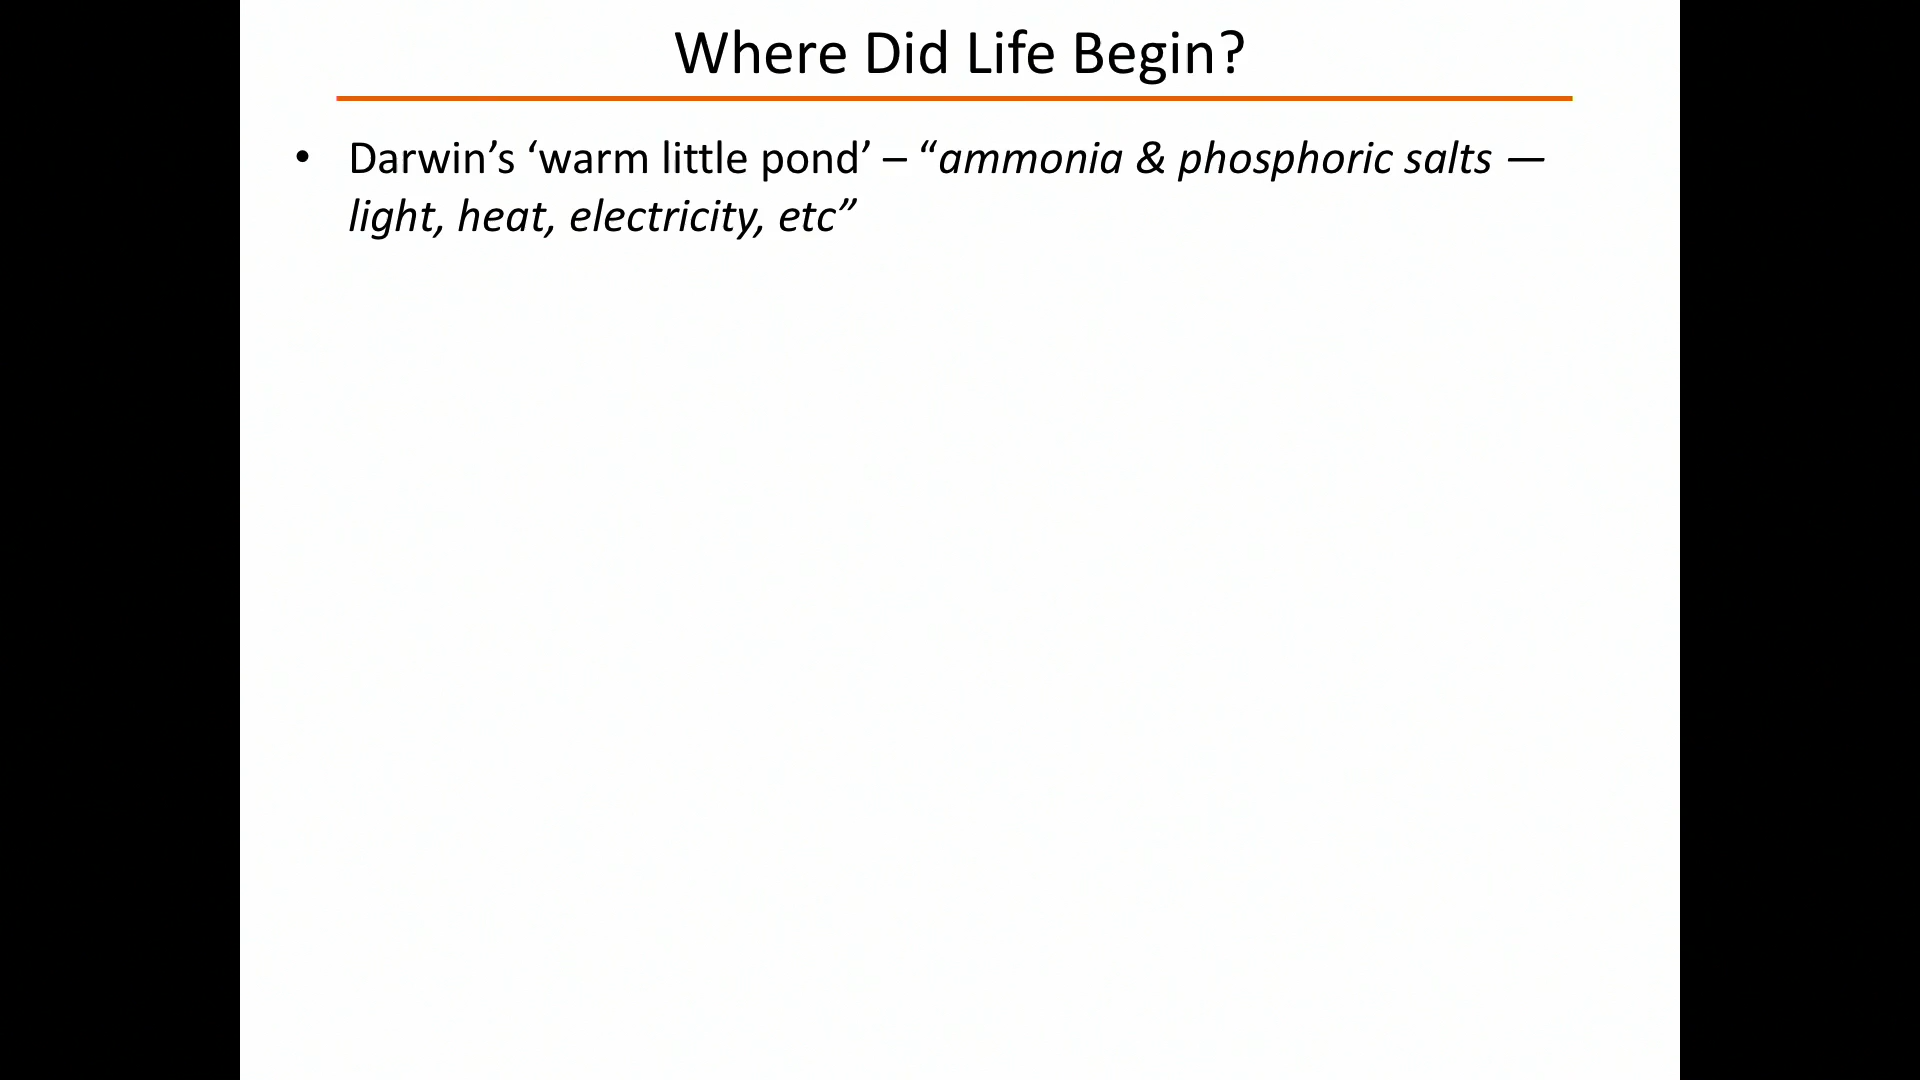 Where Did Life Begin?
• Darwin’s ‘warm little pond’ – “ammonia & phosphoric salts —
light, heat, electricity, etc”